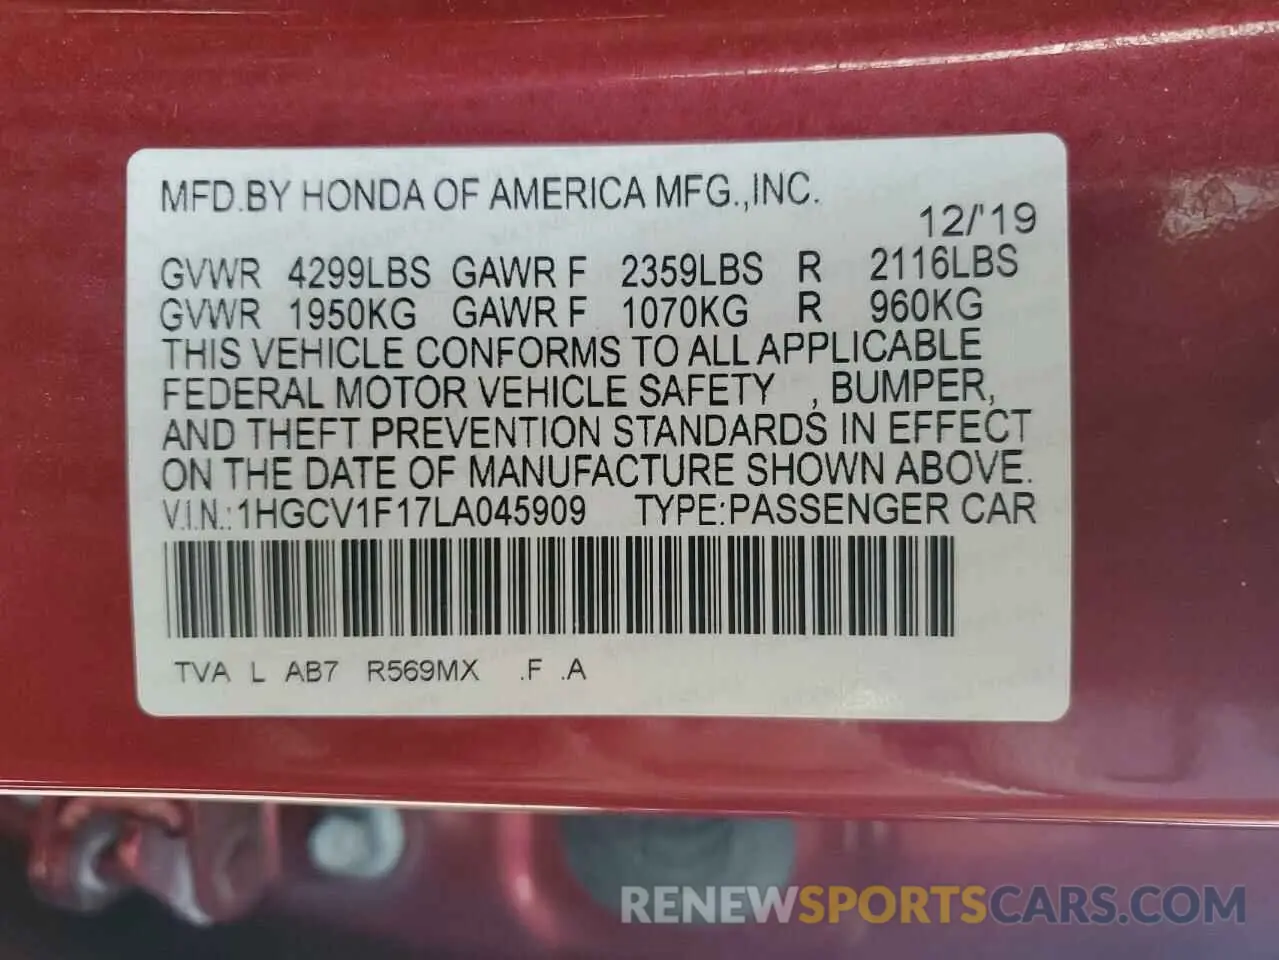 MFD.BY HONDA OF AMERICA MFG.,INC.
12/'19
GVWR 4299LBS GAWR F 2359LBS R 2116LBS
GVWR 1950KG GAWR F 1070KG R 960KG
THIS VEHICLE CONFORMS TO ALL APPLICABLE
FEDERAL MOTOR VEHICLE SAFETY , BUMPER,
AND THEFT PREVENTION STANDARDS IN EFFECT
ON THE DATE OF MANUFACTURE SHOWN ABOVE.
V.I.N.: 1HGCV1F17LA045909 TYPE:PASSENGER CAR
TVA L AB7 R569MX .F .A
RENEWSPORTSCARS.COM